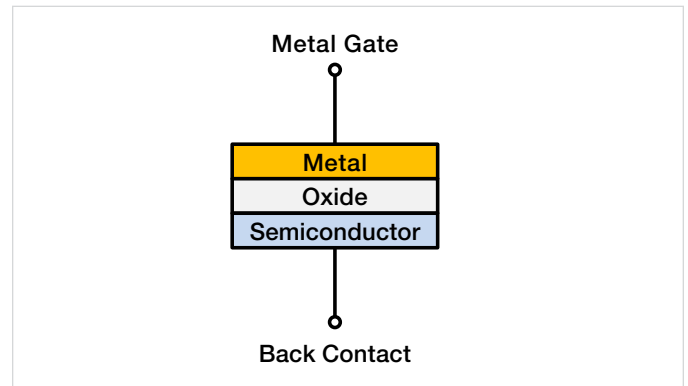 Metal Gate
Metal
Oxide
Semiconductor
Back Contact